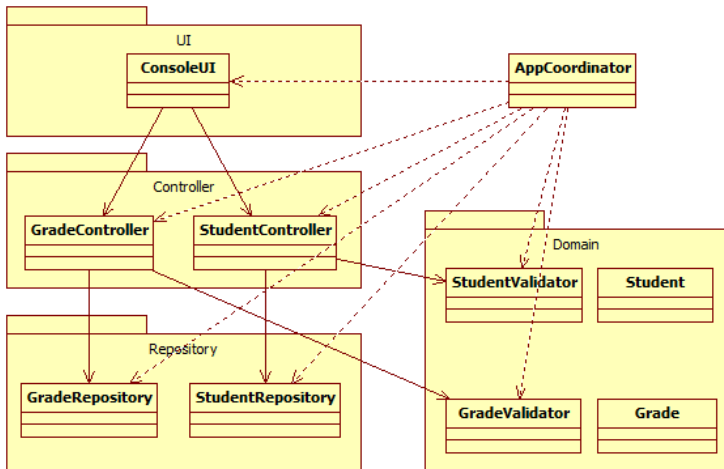 UI
ConsoleUI
AppCoordinator
Controller
GradeController
StudentController
Domain
StudentValidator
Student
Repository
GradeRepository
StudentRepository
GradeValidator
Grade